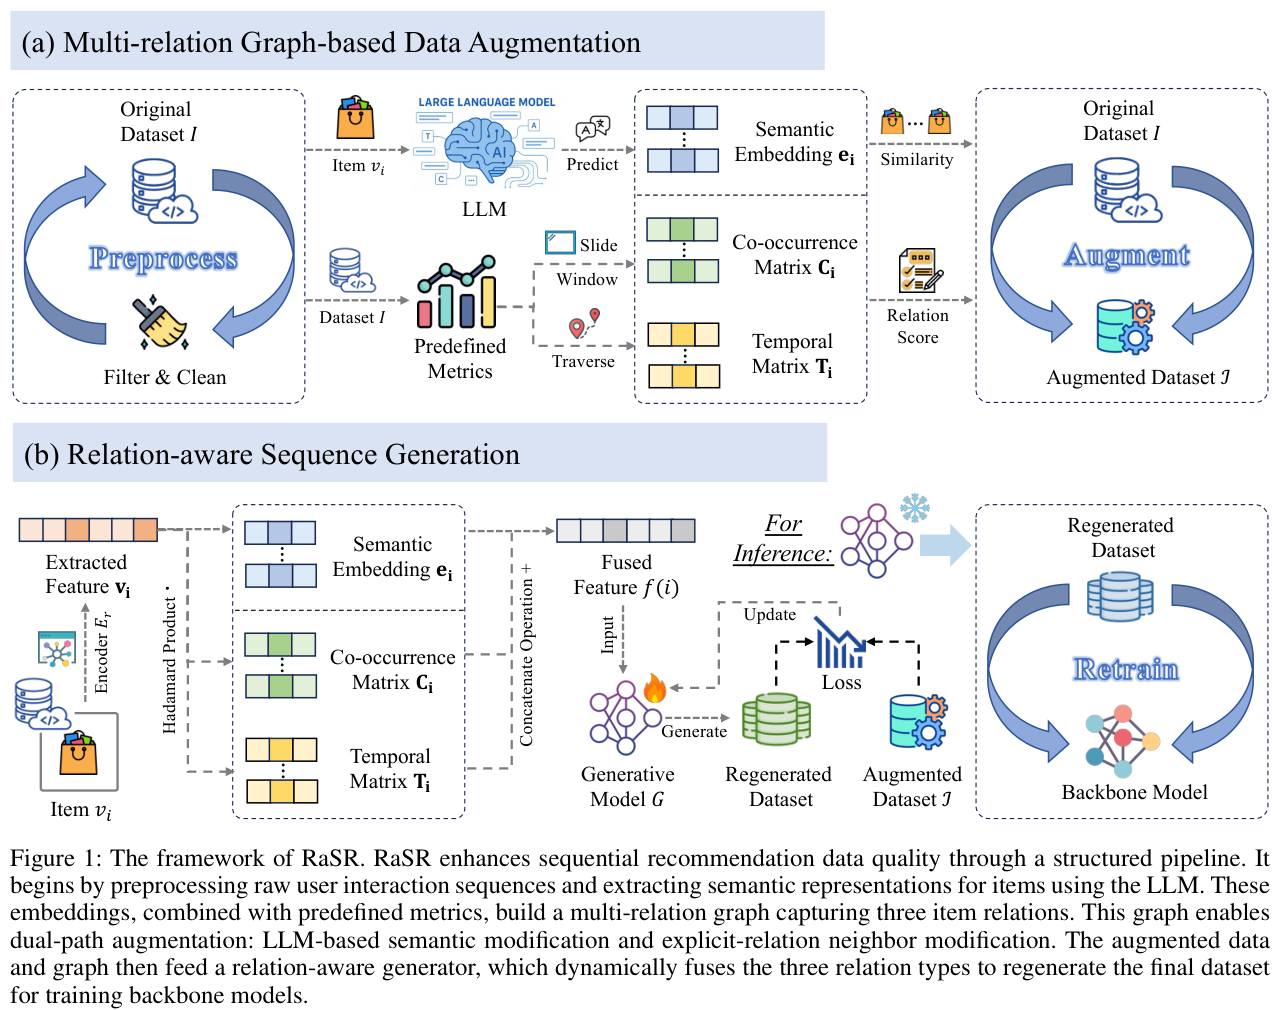 (a) Multi-relation Graph-based Data Augmentation
Original
Dataset I
Preprocess
Filter & Clean
Item vi
Dataset I
LARGE LANGUAGE MODEL
T
A
AI
C
...
LLM
Predefined
Metrics
A
Predict
Slide
Window
Traverse
Semantic
Embedding ei
Co-occurrence
Matrix Ci
Temporal
Matrix Ti
Similarity
Relation
Score
Original
Dataset I
Augment
Augmented Dataset ℐ
(b) Relation-aware Sequence Generation
Extracted
Feature vi
Encoder Er
Item vi
Hadamard Product ·
Semantic
Embedding ei
Co-occurrence
Matrix Ci
Temporal
Matrix Ti
Concatenate Operation +
Fused
Feature f(i)
Input
Generative
Model G
Generate
Update
Loss
Regenerated
Dataset
Augmented
Dataset ℐ
For
Inference:
Regenerated
Dataset
Retrain
Backbone Model
Figure 1: The framework of RaSR. RaSR enhances sequential recommendation data quality through a structured pipeline. It
begins by preprocessing raw user interaction sequences and extracting semantic representations for items using the LLM. These
embeddings, combined with predefined metrics, build a multi-relation graph capturing three item relations. This graph enables
dual-path augmentation: LLM-based semantic modification and explicit-relation neighbor modification. The augmented data
and graph then feed a relation-aware generator, which dynamically fuses the three relation types to regenerate the final dataset
for training backbone models.